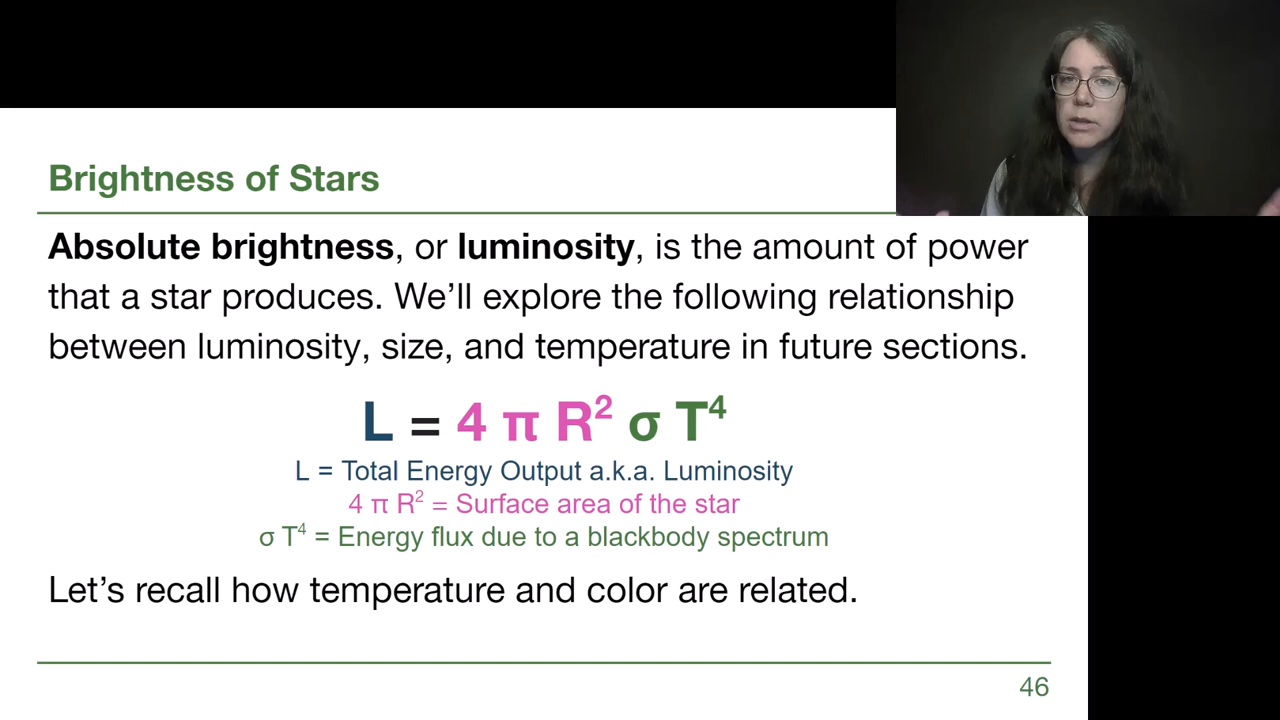 Brightness of Stars
Absolute brightness, or luminosity, is the amount of power
that a star produces. We’ll explore the following relationship
between luminosity, size, and temperature in future sections.
L = 4 π R² σ T⁴
L = Total Energy Output a.k.a. Luminosity
4 π R² = Surface area of the star
σ T⁴ = Energy flux due to a blackbody spectrum
Let’s recall how temperature and color are related.
46